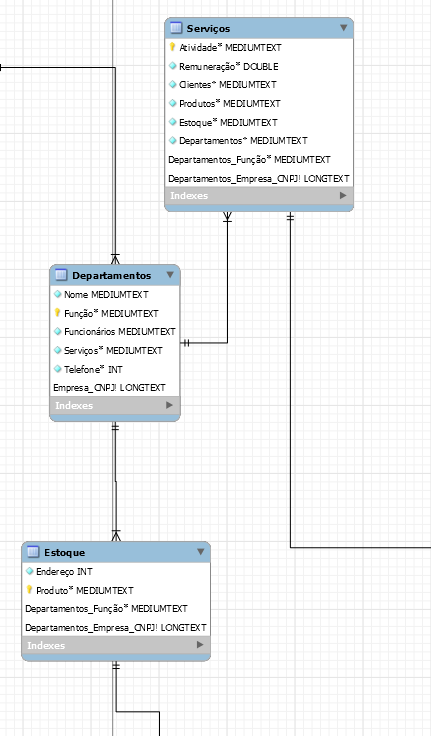 Serviços
Atividade* MEDIUMTEXT
Remuneração* DOUBLE
Clientes* MEDIUMTEXT
Produtos* MEDIUMTEXT
Estoque* MEDIUMTEXT
Departamentos* MEDIUMTEXT
Departamentos_Função* MEDIUMTEXT
Departamentos_Empresa_CNPJ! LONGTEXT
Indexes
Departamentos
Nome MEDIUMTEXT
Função* MEDIUMTEXT
Funcionários MEDIUMTEXT
Serviços* MEDIUMTEXT
Telefone* INT
Empresa_CNPJ! LONGTEXT
Indexes
Estoque
Endereço INT
Produto* MEDIUMTEXT
Departamentos_Função* MEDIUMTEXT
Departamentos_Empresa_CNPJ! LONGTEXT
Indexes